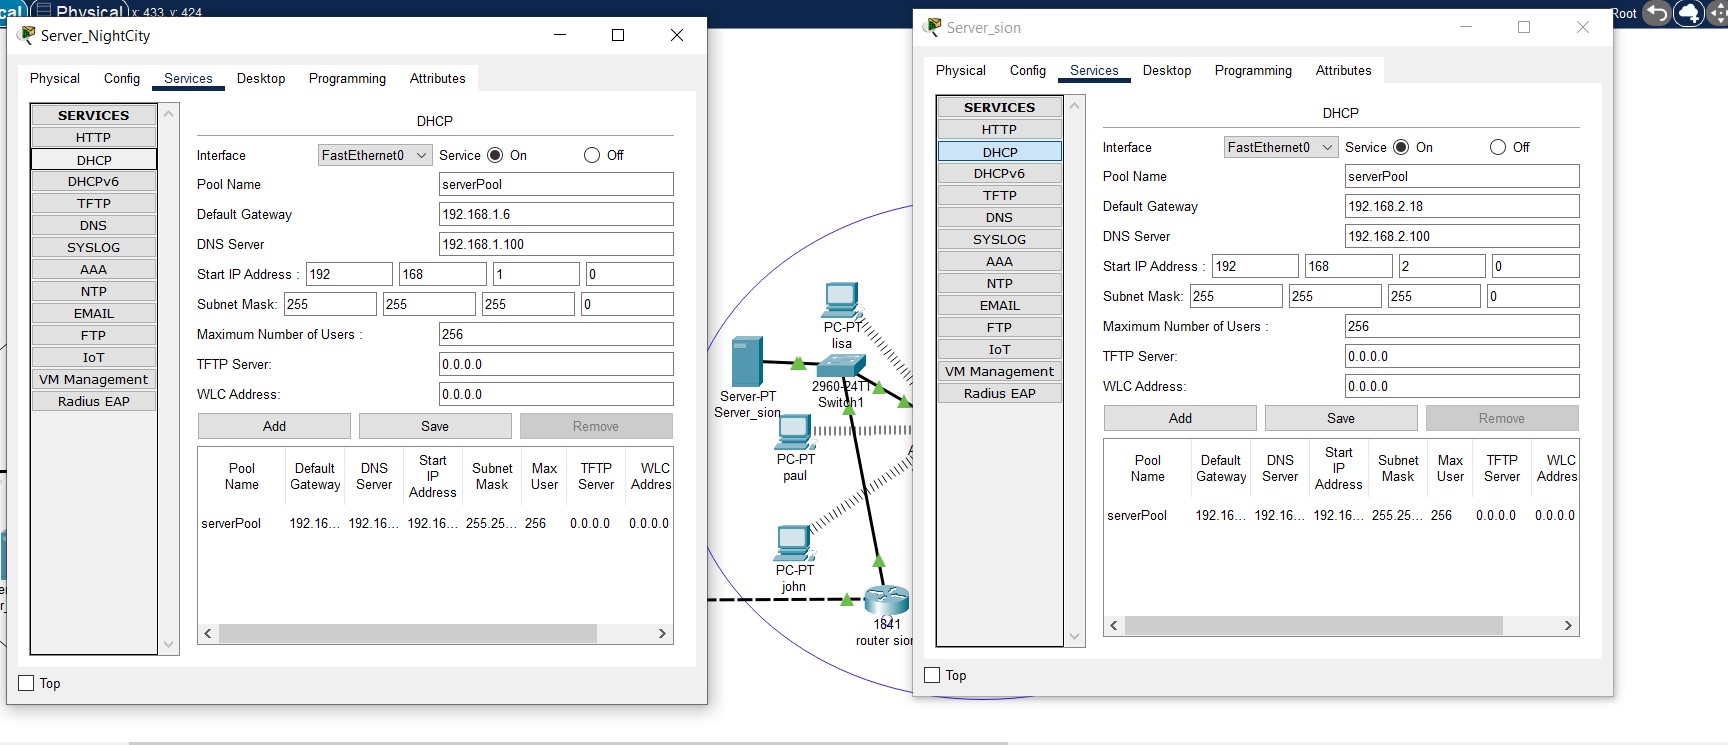 cal
Physical
x: 433, y: 424
Root
Server_NightCity
Physical Config Services Desktop Programming Attributes
SERVICES
HTTP
DHCP
DHCPv6
TFTP
DNS
SYSLOG
AAA
NTP
EMAIL
FTP
IoT
VM Management
Radius EAP
DHCP
Interface FastEthernet0 Service On Off
Pool Name serverPool
Default Gateway 192.168.1.6
DNS Server 192.168.1.100
Start IP Address : 192 168 1 0
Subnet Mask: 255 255 255 0
Maximum Number of Users : 256
TFTP Server: 0.0.0.0
WLC Address: 0.0.0.0
Add Save Remove
Pool Name Default Gateway DNS Server Start IP Address Subnet Mask Max User TFTP Server WLC Addres
serverPool 192.16... 192.16... 192.16... 255.25... 256 0.0.0.0 0.0.0.0
Top
PC-PT
lisa
2960-24TT
Switch1
Server-PT
Server_sion
PC-PT
paul
PC-PT
john
1841
router sion
Server_sion
Physical Config Services Desktop Programming Attributes
SERVICES
HTTP
DHCP
DHCPv6
TFTP
DNS
SYSLOG
AAA
NTP
EMAIL
FTP
IoT
VM Management
Radius EAP
DHCP
Interface FastEthernet0 Service On Off
Pool Name serverPool
Default Gateway 192.168.2.18
DNS Server 192.168.2.100
Start IP Address : 192 168 2 0
Subnet Mask: 255 255 255 0
Maximum Number of Users : 256
TFTP Server: 0.0.0.0
WLC Address: 0.0.0.0
Add Save Remove
Pool Name Default Gateway DNS Server Start IP Address Subnet Mask Max User TFTP Server WLC Addres
serverPool 192.16... 192.16... 192.16... 255.25... 256 0.0.0.0 0.0.0.0
Top